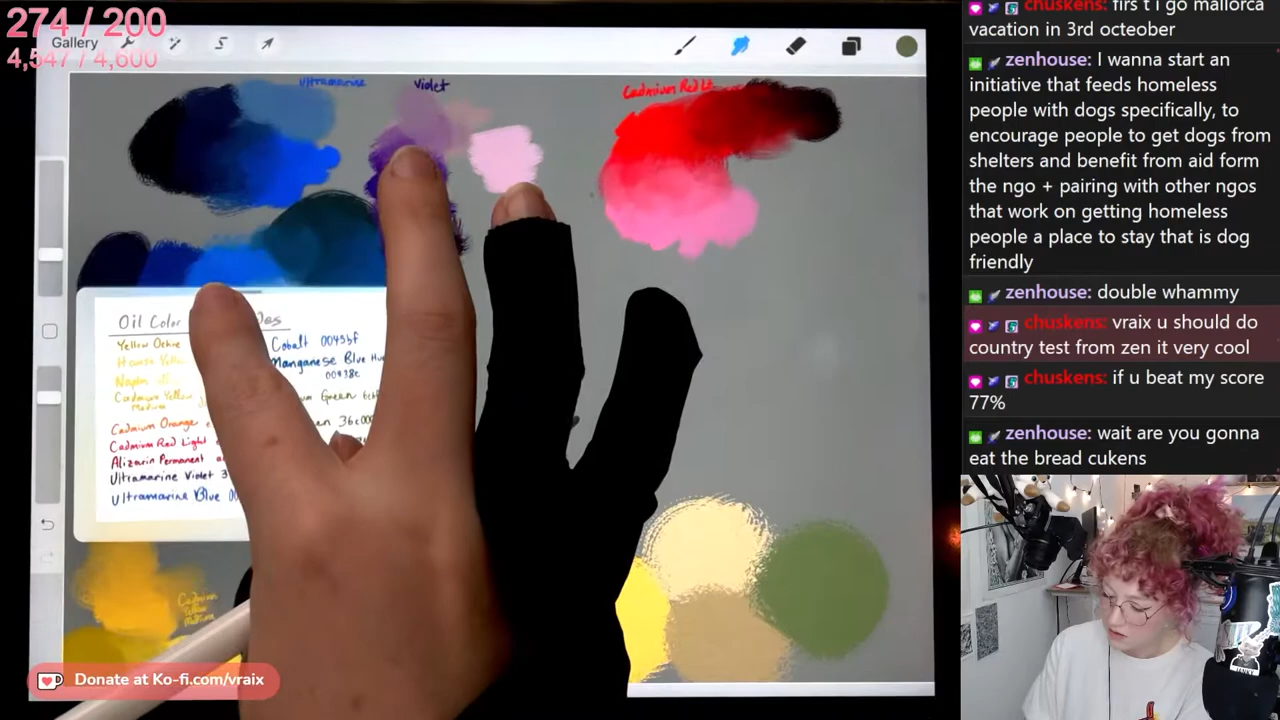 274 / 200
4,547 / 4,600
Gallery
Ultramarine
Violet
Cadmium Red Lt
Oil Color
Yellow Ochre
Cadmium Yellow
Medium
Cadmium Orange
Cadmium Red Light
Alizarin Permanent
Ultramarine Violet 3
Ultramarine Blue 00
Cobalt
Manganese Blue Hue
Green
Cadmium
Yellow
Medium
Donate at Ko-fi.com/vraix
chuskens: firs t i go mallorca
vacation in 3rd octeober
zenhouse: I wanna start an
initiative that feeds homeless
people with dogs specifically, to
encourage people to get dogs from
shelters and benefit from aid form
the ngo + pairing with other ngos
that work on getting homeless
people a place to stay that is dog
friendly
zenhouse: double whammy
chuskens: vraix u should do
country test from zen it very cool
chuskens: if u beat my score
77%
zenhouse: wait are you gonna
eat the bread cukens